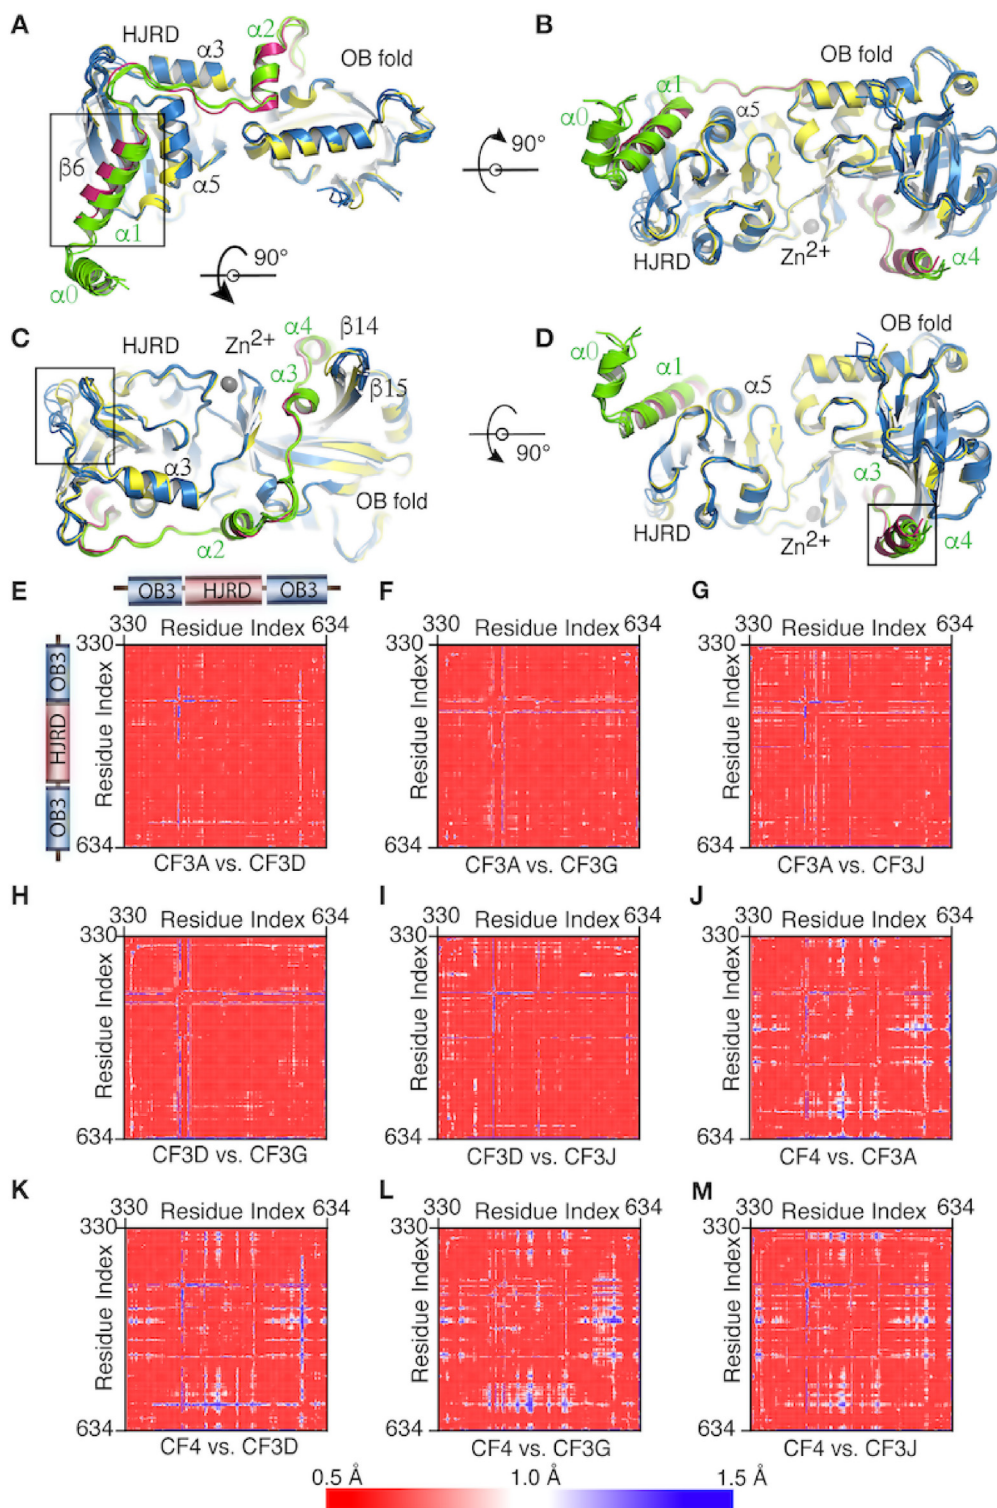 A
HJRD
α3
α2
OB fold
β6
α5
α1
α0
90°
90°
B
OB fold
α1
α0
α5
HJRD
Zn2+
α4
C
HJRD
Zn2+
α4
β14
α3
β15
α3
OB fold
α2
90°
D
OB fold
α0
α1
α5
α3
HJRD
Zn2+
α4
E
OB3 HJRD OB3
330 634
Residue Index
330
Residue Index
OB3 HJRD OB3
634
CF3A vs. CF3D
F
330 634
Residue Index
330
Residue Index
634
CF3A vs. CF3G
G
330 634
Residue Index
330
Residue Index
634
CF3A vs. CF3J
H
330 634
Residue Index
330
Residue Index
634
CF3D vs. CF3G
I
330 634
Residue Index
330
Residue Index
634
CF3D vs. CF3J
J
330 634
Residue Index
330
Residue Index
634
CF4 vs. CF3A
K
330 634
Residue Index
330
Residue Index
634
CF4 vs. CF3D
L
330 634
Residue Index
330
Residue Index
634
CF4 vs. CF3G
M
330 634
Residue Index
330
Residue Index
634
CF4 vs. CF3J
0.5 Å 1.0 Å 1.5 Å